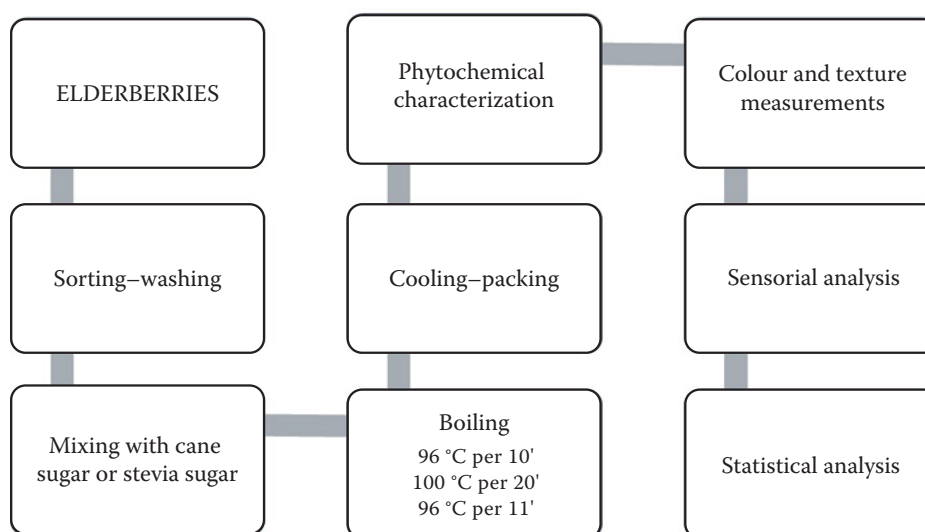 ELDERBERRIES
Sorting–washing
Mixing with cane
sugar or stevia sugar
Boiling
96 °C per 10'
100 °C per 20'
96 °C per 11'
Cooling–packing
Phytochemical
characterization
Colour and texture
measurements
Sensorial analysis
Statistical analysis